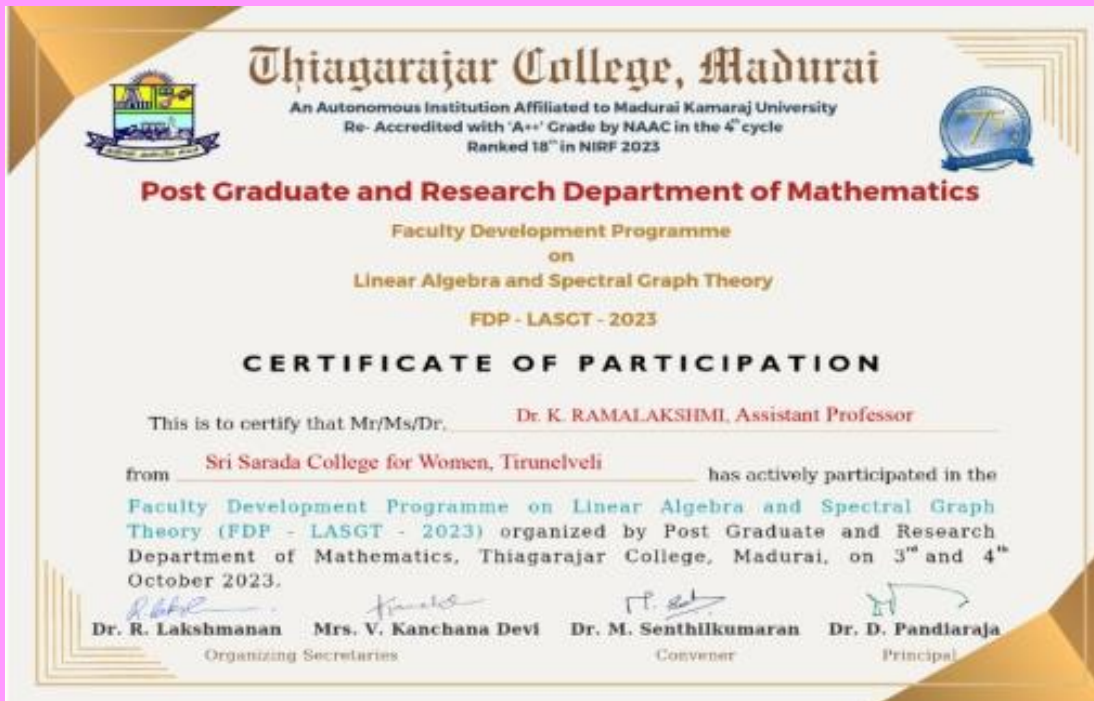 Thiagarajar College, Madurai
An Autonomous Institution Affiliated to Madurai Kamaraj University
Re- Accredited with 'A++' Grade by NAAC in the 4th cycle
Ranked 18th in NIRF 2023
Post Graduate and Research Department of Mathematics
Faculty Development Programme
on
Linear Algebra and Spectral Graph Theory
FDP - LASGT - 2023
CERTIFICATE OF PARTICIPATION
This is to certify that Mr/Ms/Dr. Dr. K. RAMALAKSHMI, Assistant Professor
from Sri Sarada College for Women, Tirunelveli has actively participated in the
Faculty Development Programme on Linear Algebra and Spectral Graph
Theory (FDP - LASGT - 2023) organized by Post Graduate and Research
Department of Mathematics, Thiagarajar College, Madurai, on 3rd and 4th
October 2023.
Dr. R. Lakshmanan Mrs. V. Kanchana Devi Dr. M. Senthilkumaran Dr. D. Pandiaraja
Organizing Secretaries Convener Principal